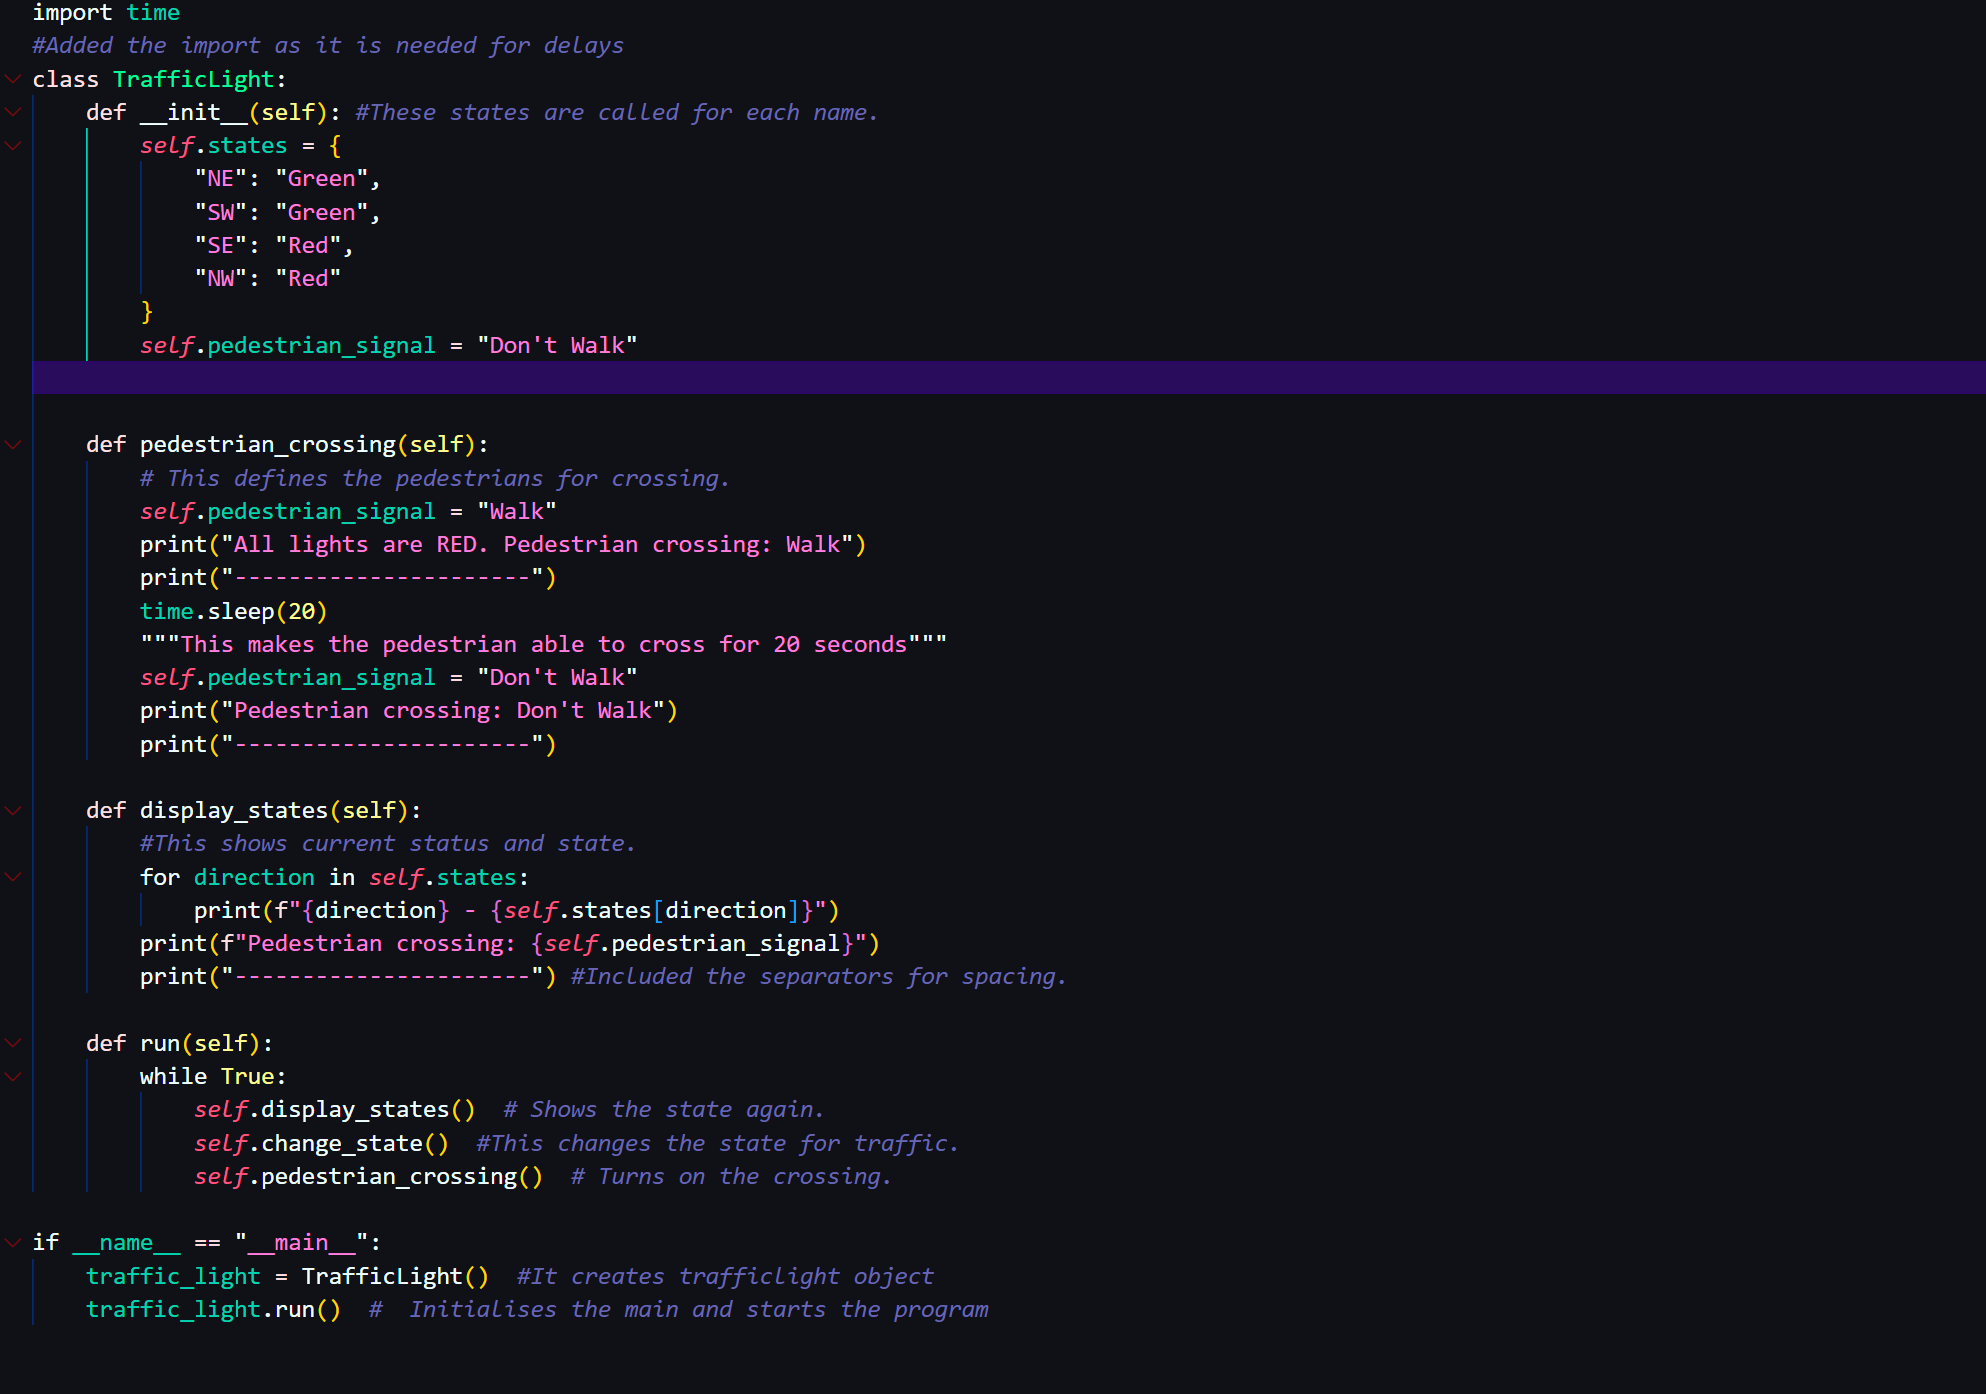 import time
#Added the import as it is needed for delays
class TrafficLight:
    def __init__(self): #These states are called for each name.
        self.states = {
            "NE": "Green",
            "SW": "Green",
            "SE": "Red",
            "NW": "Red"
        }
        self.pedestrian_signal = "Don't Walk"


    def pedestrian_crossing(self):
        # This defines the pedestrians for crossing.
        self.pedestrian_signal = "Walk"
        print("All lights are RED. Pedestrian crossing: Walk")
        print("----------------------")
        time.sleep(20)
        """This makes the pedestrian able to cross for 20 seconds"""
        self.pedestrian_signal = "Don't Walk"
        print("Pedestrian crossing: Don't Walk")
        print("----------------------")

    def display_states(self):
        #This shows current status and state.
        for direction in self.states:
            print(f"{direction} - {self.states[direction]}")
        print(f"Pedestrian crossing: {self.pedestrian_signal}")
        print("----------------------") #Included the separators for spacing.

    def run(self):
        while True:
            self.display_states()  # Shows the state again.
            self.change_state()  #This changes the state for traffic.
            self.pedestrian_crossing()  # Turns on the crossing.

if __name__ == "__main__":
    traffic_light = TrafficLight()  #It creates trafficlight object
    traffic_light.run()  #  Initialises the main and starts the program